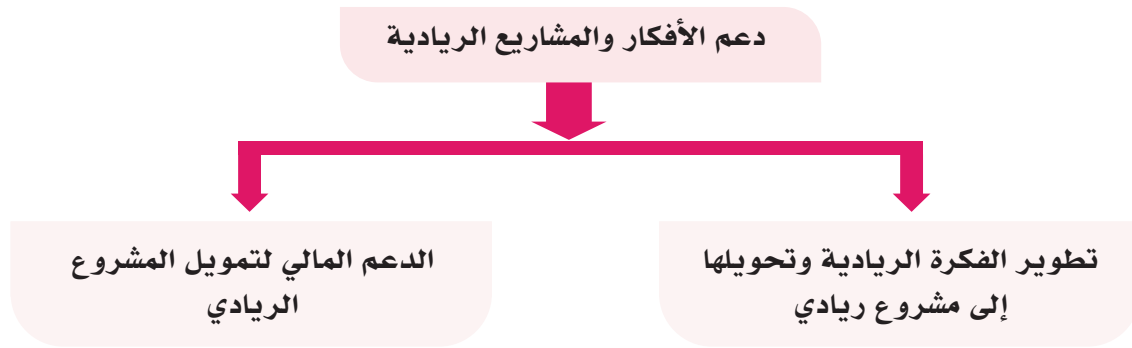 دعم الأفكار والمشاريع الريادية
تطوير الفكرة الريادية وتحويلها
إلى مشروع ريادي
الدعم المالي لتمويل المشروع
الريادي